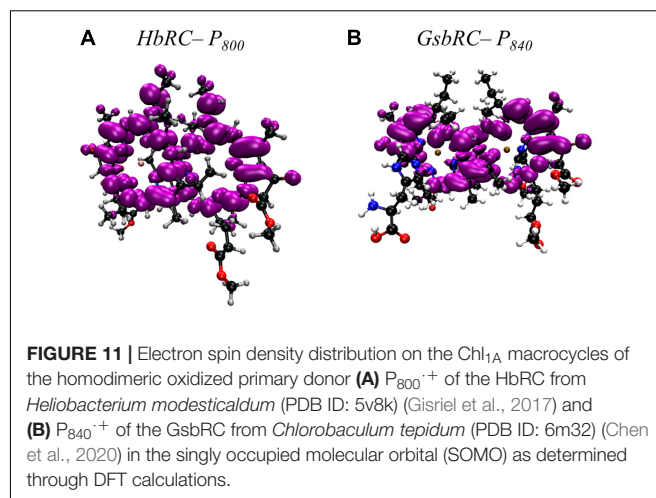 A HbRC– P800
B GsbRC– P840
FIGURE 11 | Electron spin density distribution on the Chl1A macrocycles of
the homodimeric oxidized primary donor (A) P800·+ of the HbRC from
Heliobacterium modesticaldum (PDB ID: 5v8k) (Gisriel et al., 2017) and
(B) P840·+ of the GsbRC from Chlorobaculum tepidum (PDB ID: 6m32) (Chen
et al., 2020) in the singly occupied molecular orbital (SOMO) as determined
through DFT calculations.